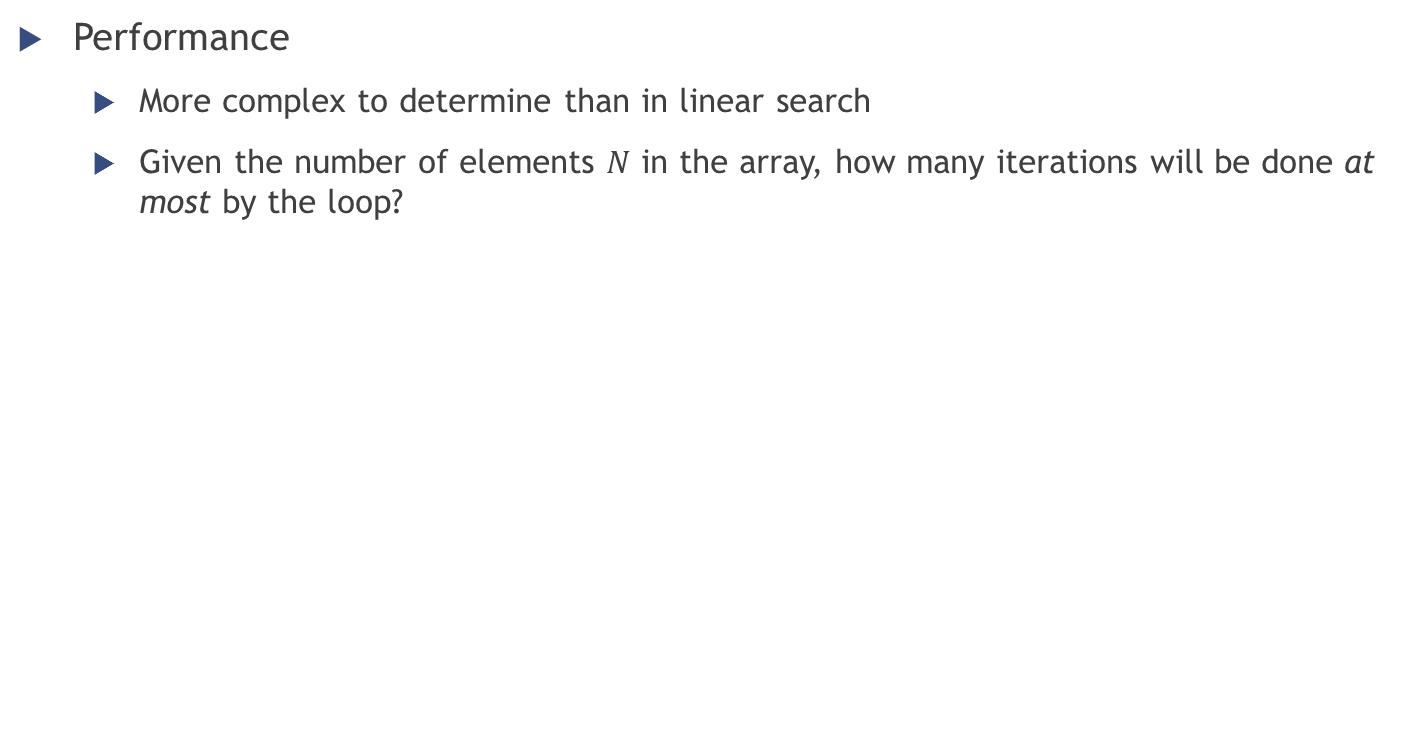 Performance
More complex to determine than in linear search
Given the number of elements N in the array, how many iterations will be done at
most by the loop?